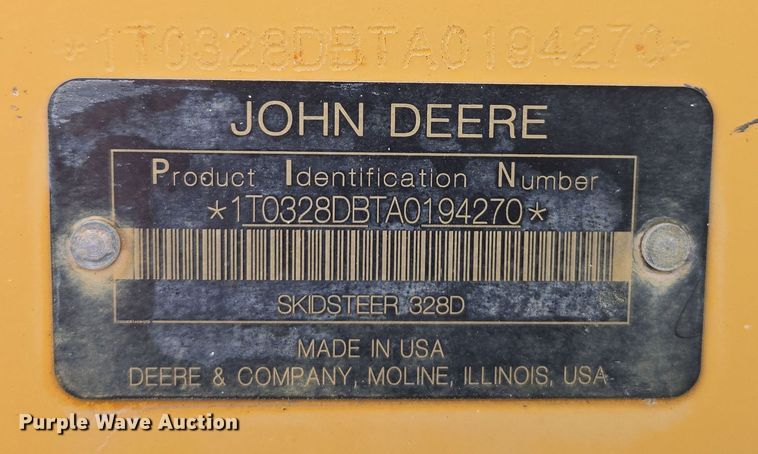 *1T0328DBTA0194270*
JOHN DEERE
Product Identification Number
*1T0328DBTA0194270*
SKIDSTEER 328D
MADE IN USA
DEERE & COMPANY, MOLINE, ILLINOIS, USA
Purple Wave Auction